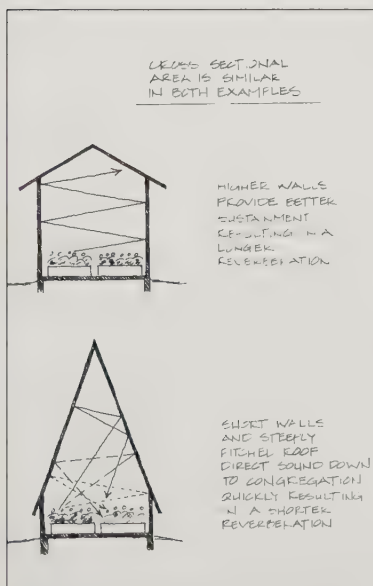 CROSS SECTIONAL
AREA IS SIMILAR
IN BOTH EXAMPLES
HIGHER WALLS
PROVIDE BETTER
SUSTAINMENT
RESULTING IN A
LONGER
REVERBERATION
SHORT WALLS
AND STEEPLY
PITCHED ROOF
DIRECT SOUND DOWN
TO CONGREGATION
QUICKLY RESULTING
IN A SHORTER
REVERBERATION